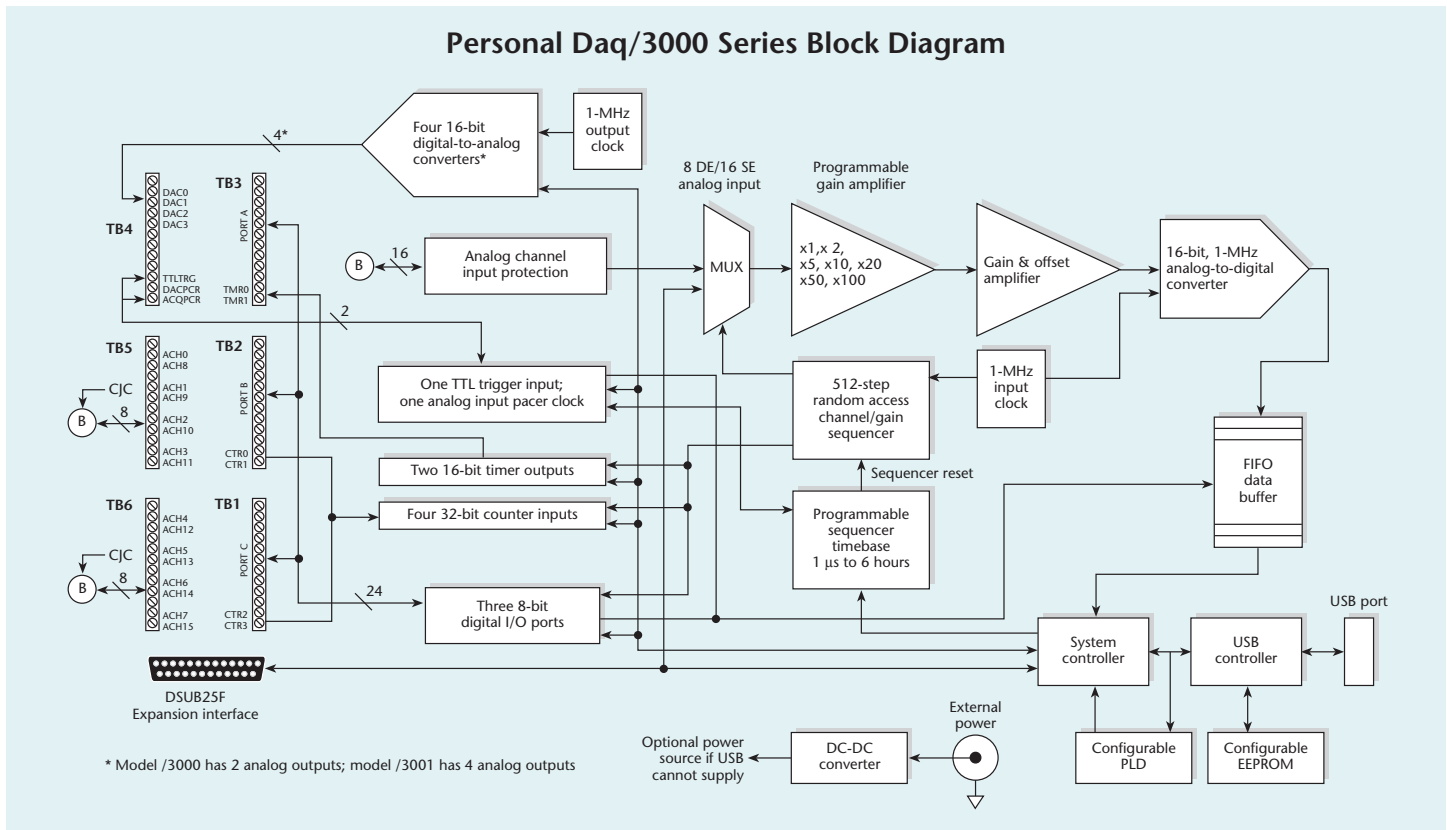 Personal Daq/3000 Series Block Diagram
4*
Four 16-bit
digital-to-analog
converters*
1-MHz
output
clock
8 DE/16 SE
analog input
Programmable
gain amplifier
TB4
DAC0
DAC1
DAC2
DAC3
TTLTRG
DACPCR
ACQPCR
TB3
PORT A
TMR0
TMR1
B
16
Analog channel
input protection
MUX
x1,x 2,
x5, x10, x20
x50, x100
Gain & offset
amplifier
16-bit, 1-MHz
analog-to-digital
converter
2
TB5
ACH0
ACH8
ACH1
ACH9
ACH2
ACH10
ACH3
ACH11
CJC
B
8
TB2
PORT B
CTR0
CTR1
One TTL trigger input;
one analog input pacer clock
512-step
random access
channel/gain
sequencer
1-MHz
input
clock
Two 16-bit timer outputs
Sequencer reset
FIFO
data
buffer
Four 32-bit counter inputs
Programmable
sequencer
timebase
1 µs to 6 hours
TB6
ACH4
ACH12
ACH5
ACH13
ACH6
ACH14
ACH7
ACH15
CJC
B
8
TB1
PORT C
CTR2
CTR3
24
Three 8-bit
digital I/O ports
System
controller
USB
controller
USB port
DSUB25F
Expansion interface
External
power
Optional power
source if USB
cannot supply
DC-DC
converter
Configurable
PLD
Configurable
EEPROM
* Model /3000 has 2 analog outputs; model /3001 has 4 analog outputs